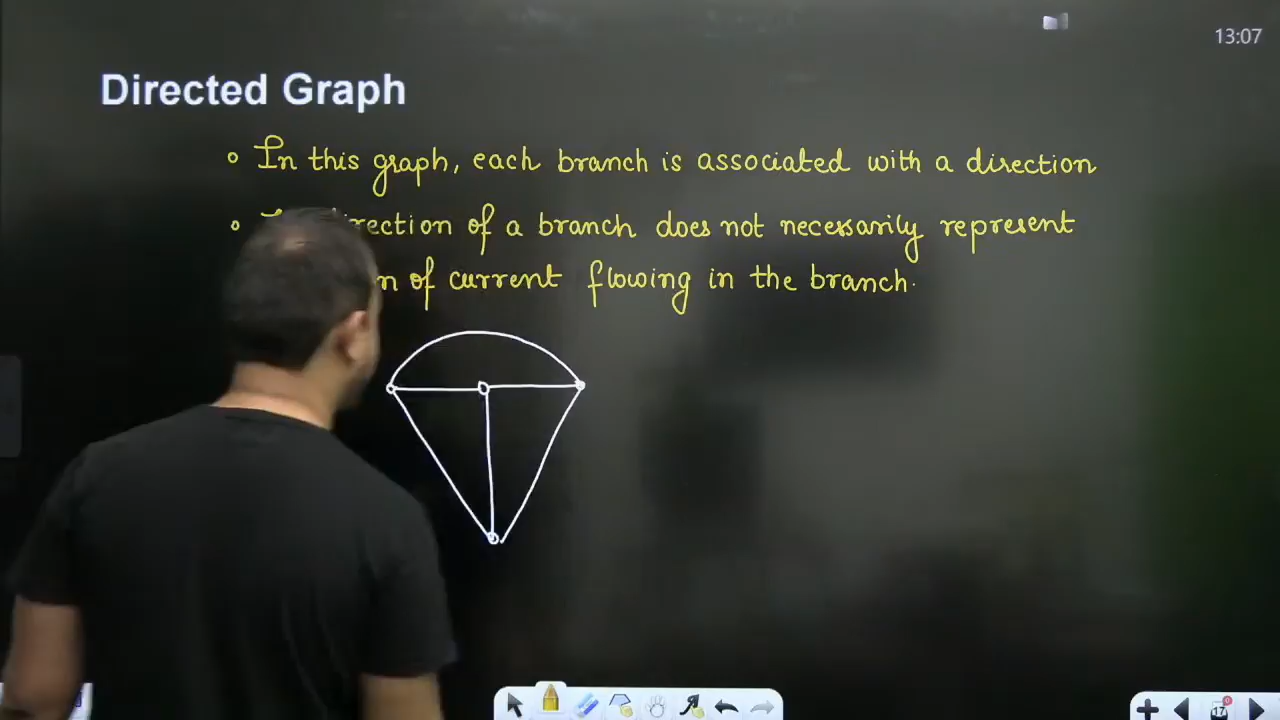 13:07
Directed Graph
In this graph, each branch is associated with a direction
of a branch does not necessarily represent
of current flowing in the branch.
17